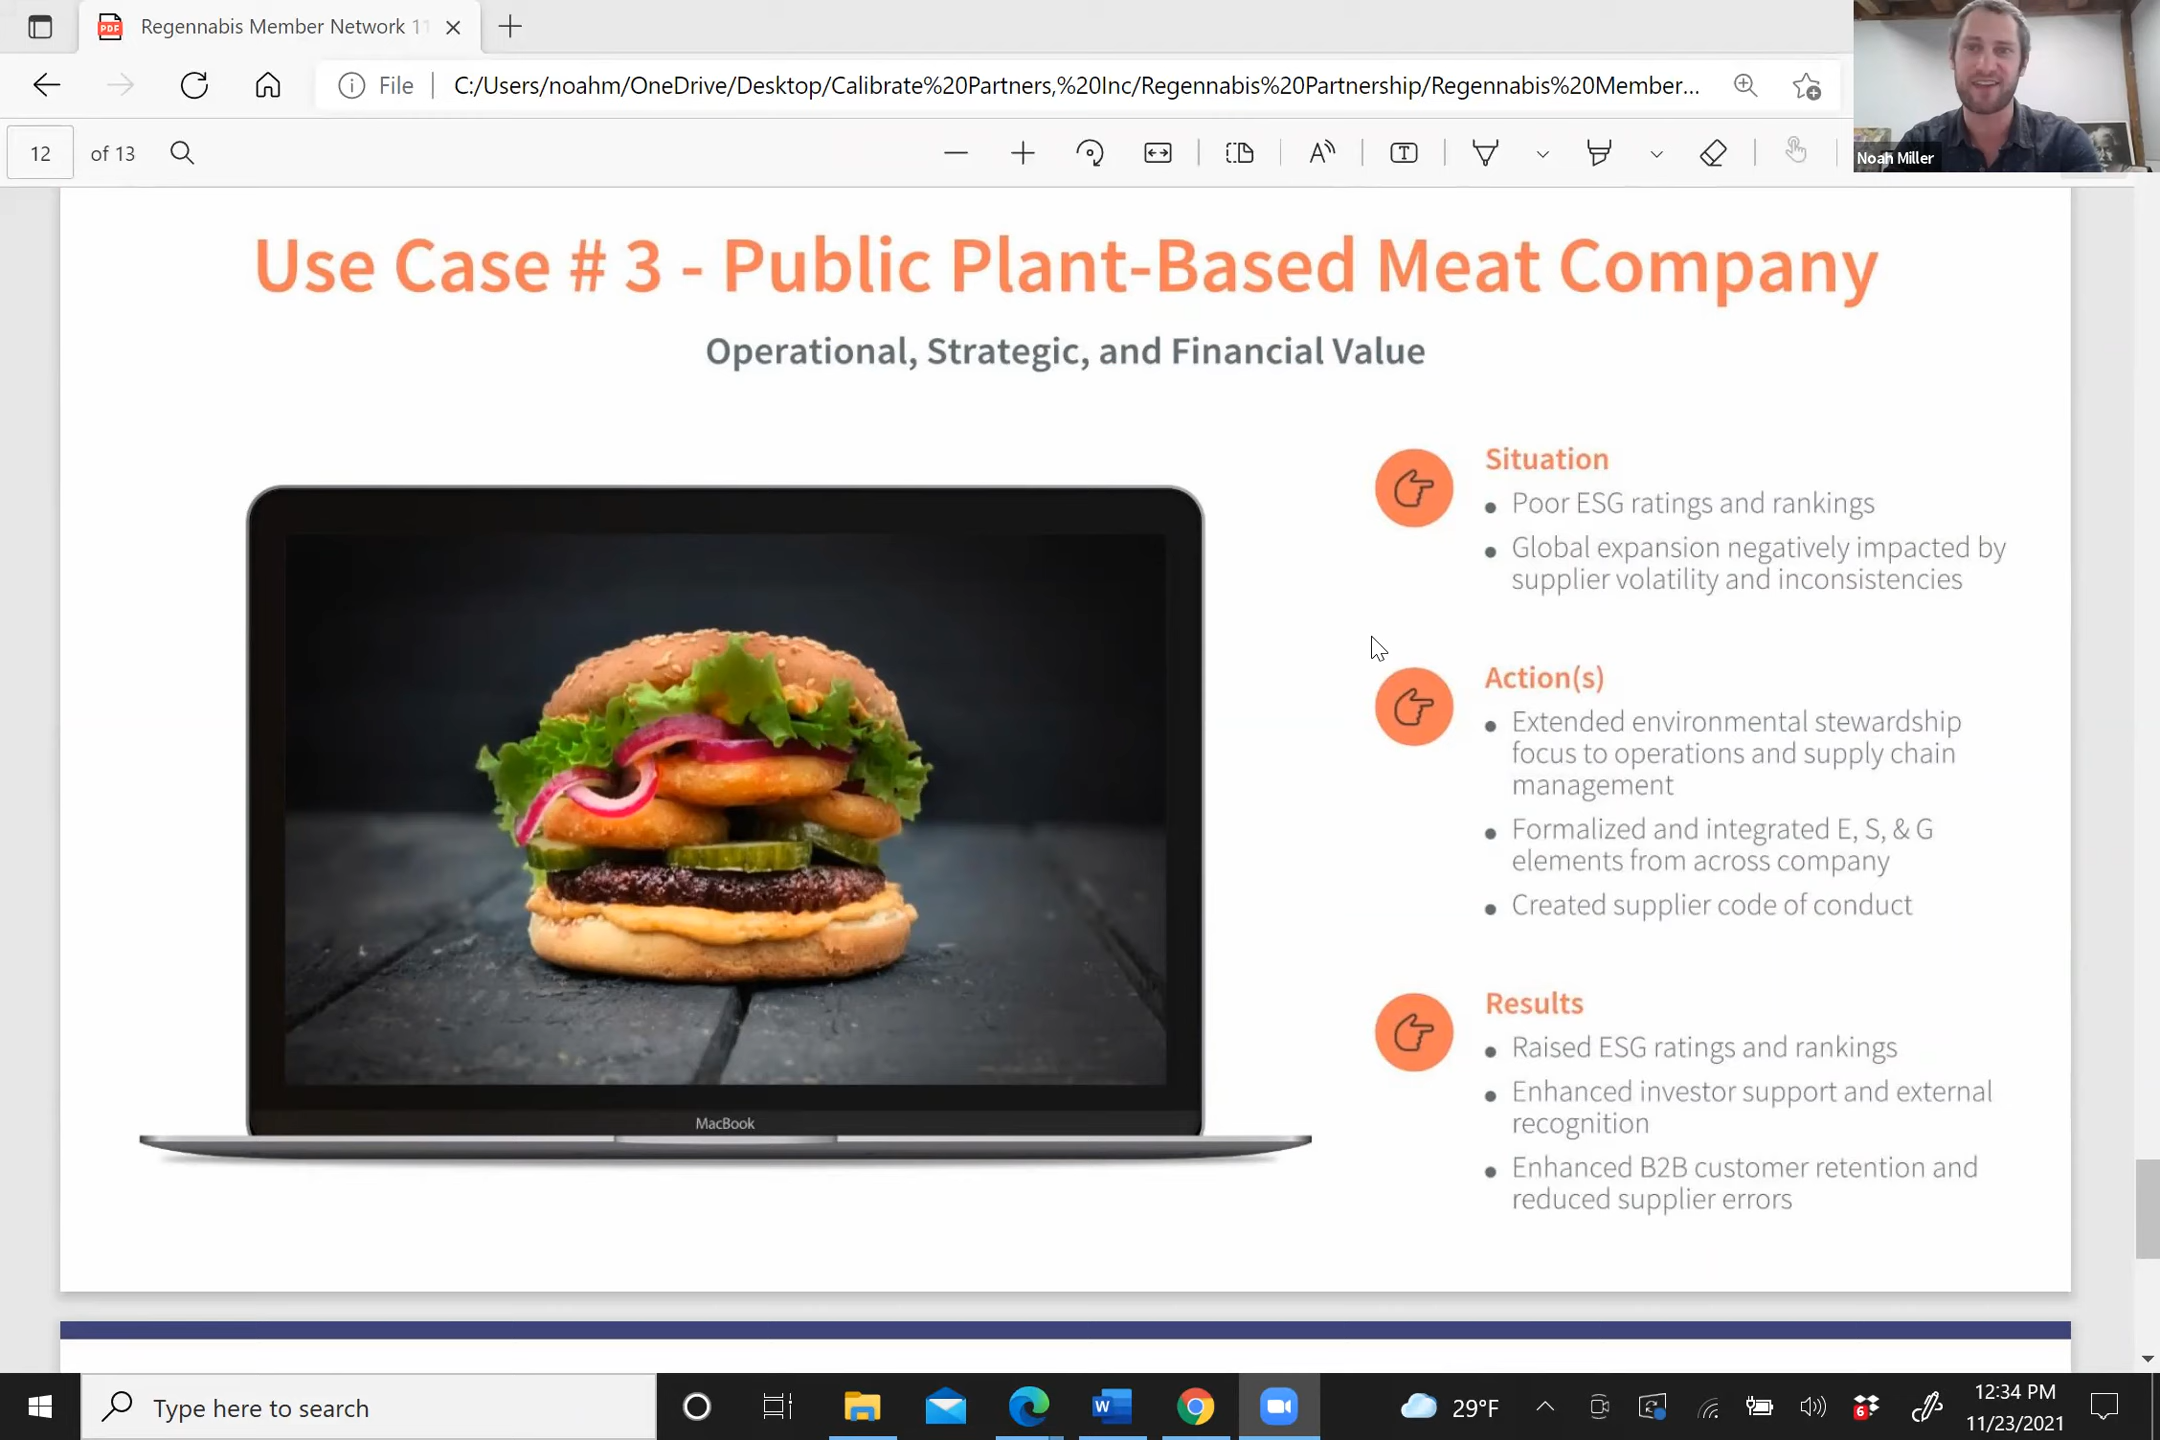 Regennabis Member Network 11
File
C:/Users/noahm/OneDrive/Desktop/Calibrate%20Partners,%20Inc/Regennabis%20Partnership/Regennabis%20Member...
12 of 13
Noah Miller
Use Case # 3 - Public Plant-Based Meat Company
Operational, Strategic, and Financial Value
MacBook
Situation
Poor ESG ratings and rankings
Global expansion negatively impacted by
supplier volatility and inconsistencies
Action(s)
Extended environmental stewardship
focus to operations and supply chain
management
Formalized and integrated E, S, & G
elements from across company
Created supplier code of conduct
Results
Raised ESG ratings and rankings
Enhanced investor support and external
recognition
Enhanced B2B customer retention and
reduced supplier errors
Type here to search
29°F
6
12:34 PM
11/23/2021